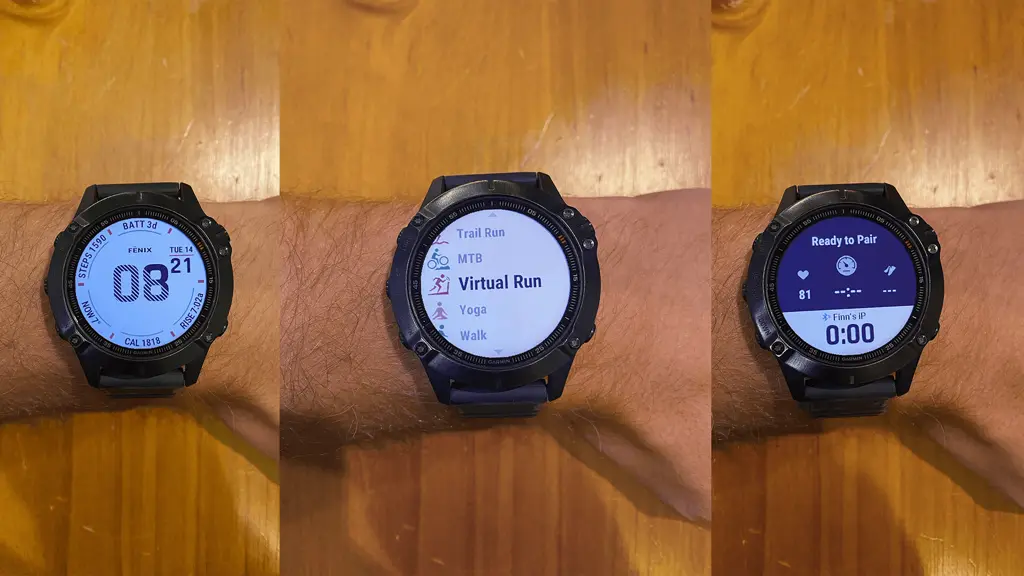 BATT 3d
STEPS 1590
FĒNIX
TUE 14
08
21
NOW 7°
RISE 7:02a
CAL 1818
Trail Run
MTB
Virtual Run
Yoga
Walk
Ready to Pair
81 --:-- ---
Finn's iP
0:00